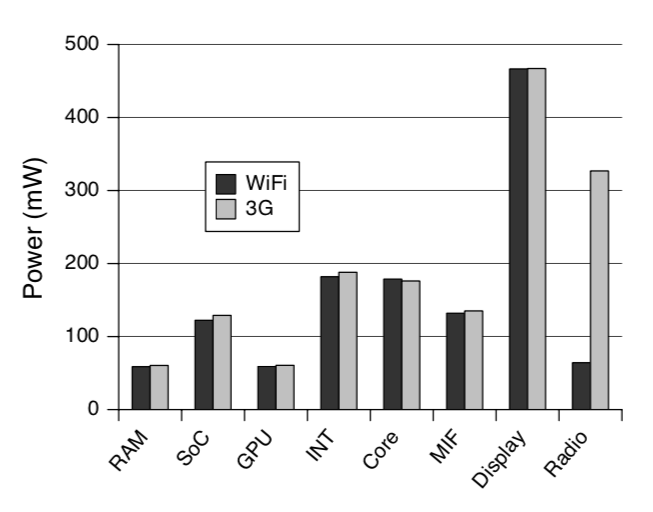 500
400
300
200
100
0
Power (mW)
WiFi
3G
RAM
SoC
GPU
INT
Core
MIF
Display
Radio